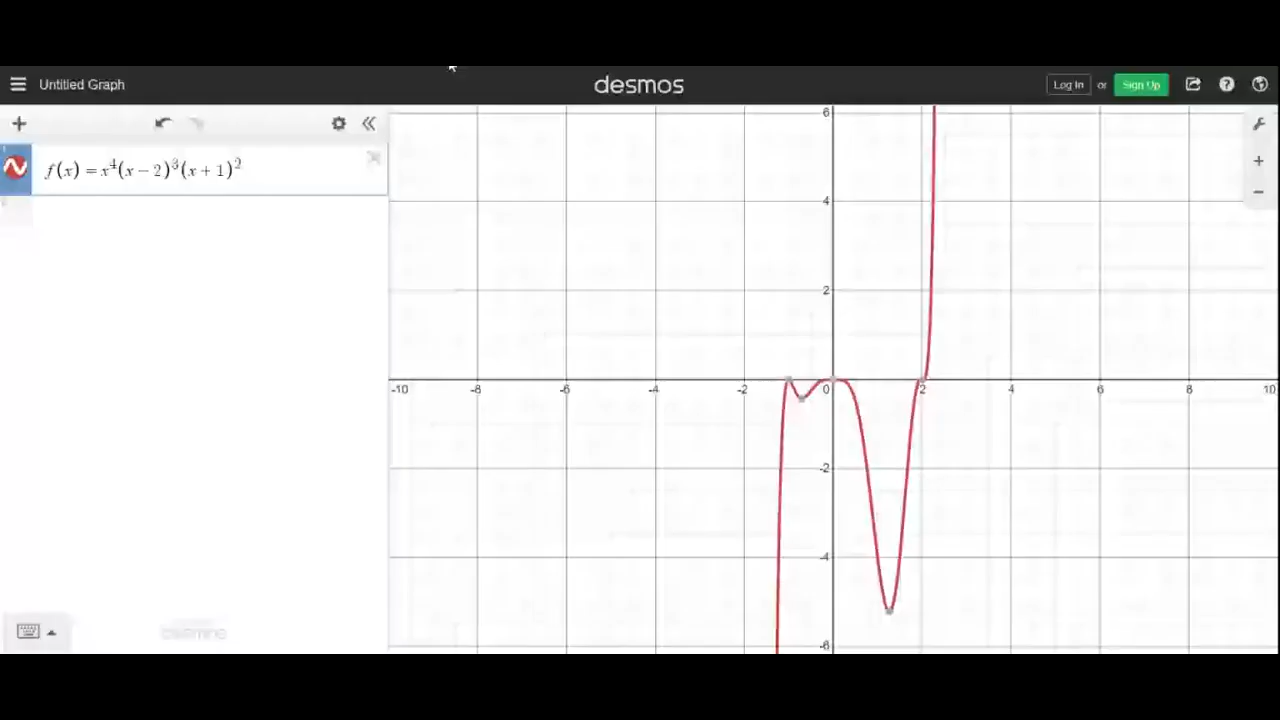 Untitled Graph
desmos
Log In or Sign Up
f(x) = x⁴(x − 2)³(x + 1)²
6
4
2
-10 -8 -6 -4 -2 0 2 4 6 8 10
-2
-4
-6